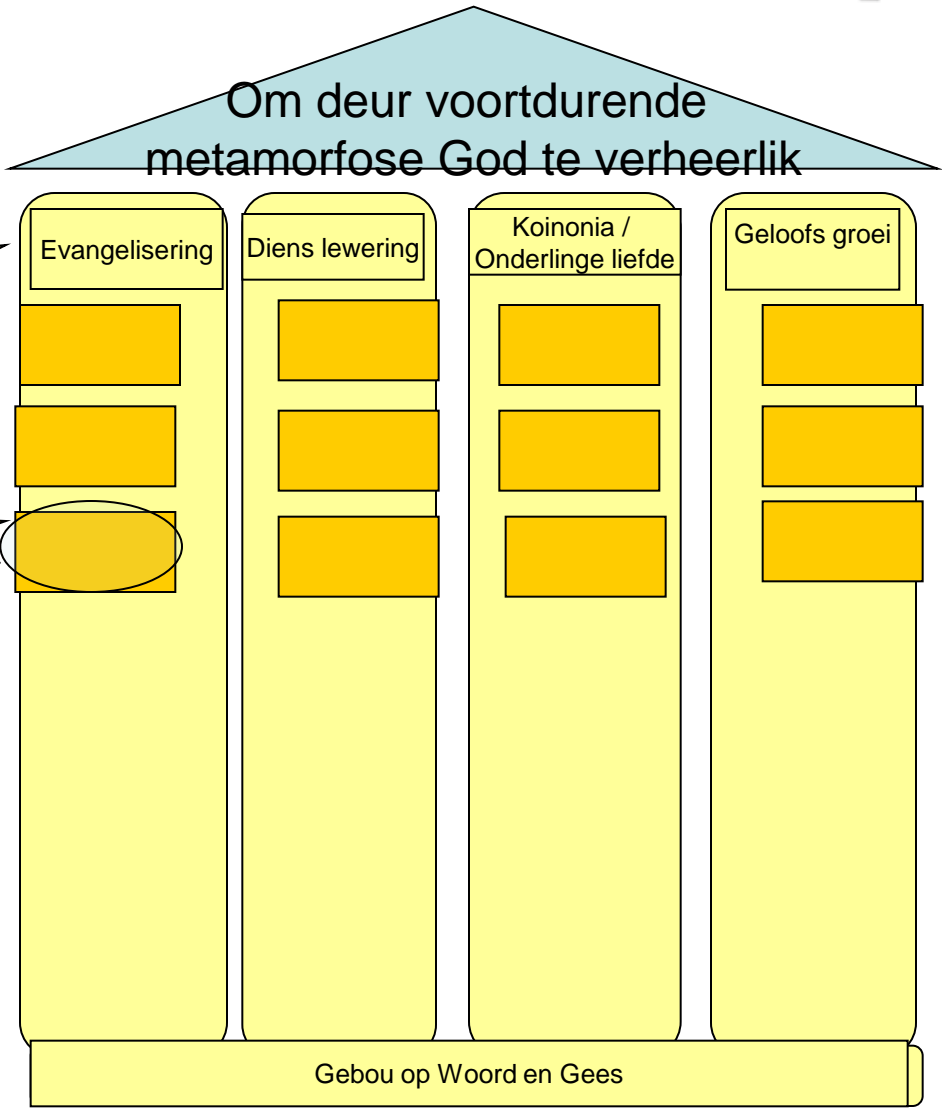 Om deur voortdurende
metamorfose God te verheerlik
Evangelisering
Diens lewering
Koinonia /
Onderlinge liefde
Geloofs groei
Gebou op Woord en Gees